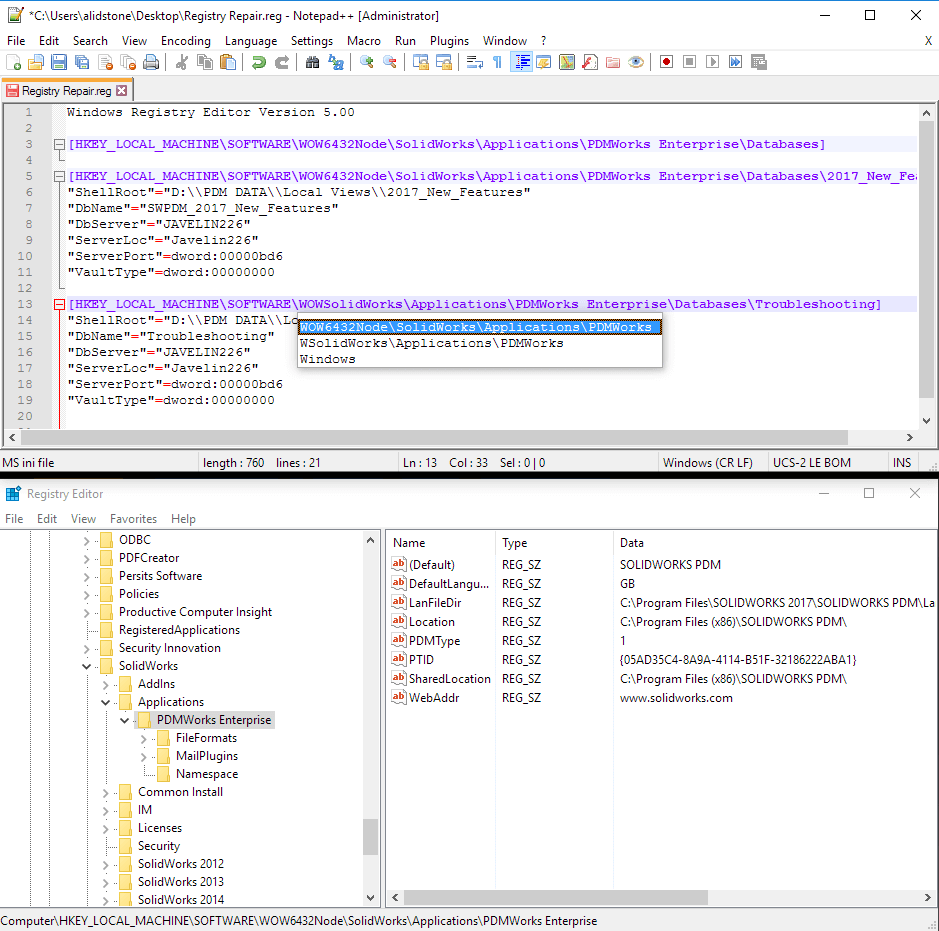 *C:\Users\alidstone\Desktop\Registry Repair.reg - Notepad++ [Administrator]
File Edit Search View Encoding Language Settings Macro Run Plugins Window ? X
Registry Repair.reg
1 Windows Registry Editor Version 5.00
2
3 [HKEY_LOCAL_MACHINE\SOFTWARE\WOW6432Node\SolidWorks\Applications\PDMWorks Enterprise\Databases]
4
5 [HKEY_LOCAL_MACHINE\SOFTWARE\WOW6432Node\SolidWorks\Applications\PDMWorks Enterprise\Databases\2017_New_Fea
6 "ShellRoot"="D:\\PDM DATA\\Local Views\\2017_New_Features"
7 "DbName"="SWPDM_2017_New_Features"
8 "DbServer"="JAVELIN226"
9 "ServerLoc"="Javelin226"
10 "ServerPort"=dword:00000bd6
11 "VaultType"=dword:00000000
12
13 [HKEY_LOCAL_MACHINE\SOFTWARE\WOWSolidWorks\Applications\PDMWorks Enterprise\Databases\Troubleshooting]
14 "ShellRoot"="D:\\PDM DATA\\Lo
WOW6432Node\SolidWorks\Applications\PDMWorks
WSolidWorks\Applications\PDMWorks
Windows
15 "DbName"="Troubleshooting"
16 "DbServer"="JAVELIN226"
17 "ServerLoc"="Javelin226"
18 "ServerPort"=dword:00000bd6
19 "VaultType"=dword:00000000
20
MS ini file length : 760 lines : 21 Ln : 13 Col : 33 Sel : 0 | 0 Windows (CR LF) UCS-2 LE BOM INS
Registry Editor
File Edit View Favorites Help
ODBC
PDFCreator
Persits Software
Policies
Productive Computer Insight
RegisteredApplications
Security Innovation
SolidWorks
AddIns
Applications
PDMWorks Enterprise
FileFormats
MailPlugins
Namespace
Common Install
IM
Licenses
Security
SolidWorks 2012
SolidWorks 2013
SolidWorks 2014
Name Type Data
(Default) REG_SZ SOLIDWORKS PDM
DefaultLangu... REG_SZ GB
LanFileDir REG_SZ C:\Program Files\SOLIDWORKS 2017\SOLIDWORKS PDM\La
Location REG_SZ C:\Program Files (x86)\SOLIDWORKS PDM\
PDMType REG_SZ 1
PTID REG_SZ {05AD35C4-8A9A-4114-B51F-32186222ABA1}
SharedLocation REG_SZ C:\Program Files (x86)\SOLIDWORKS PDM\
WebAddr REG_SZ www.solidworks.com
Computer\HKEY_LOCAL_MACHINE\SOFTWARE\WOW6432Node\SolidWorks\Applications\PDMWorks Enterprise